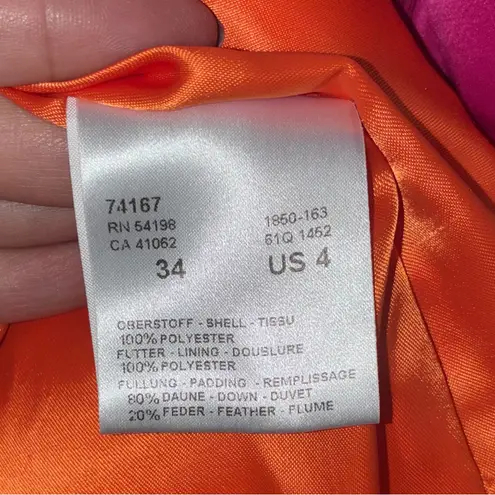 74167
RN 54198
CA 41062
34
1850-163
61Q 1452
US 4
OBERSTOFF - SHELL - TISSU
100% POLYESTER
FUTTER - LINING - DOUBLURE
100% POLYESTER
FULLUNG - PADDING - REMPLISSAGE
80% DAUNE - DOWN - DUVET
20% FEDER - FEATHER - PLUME